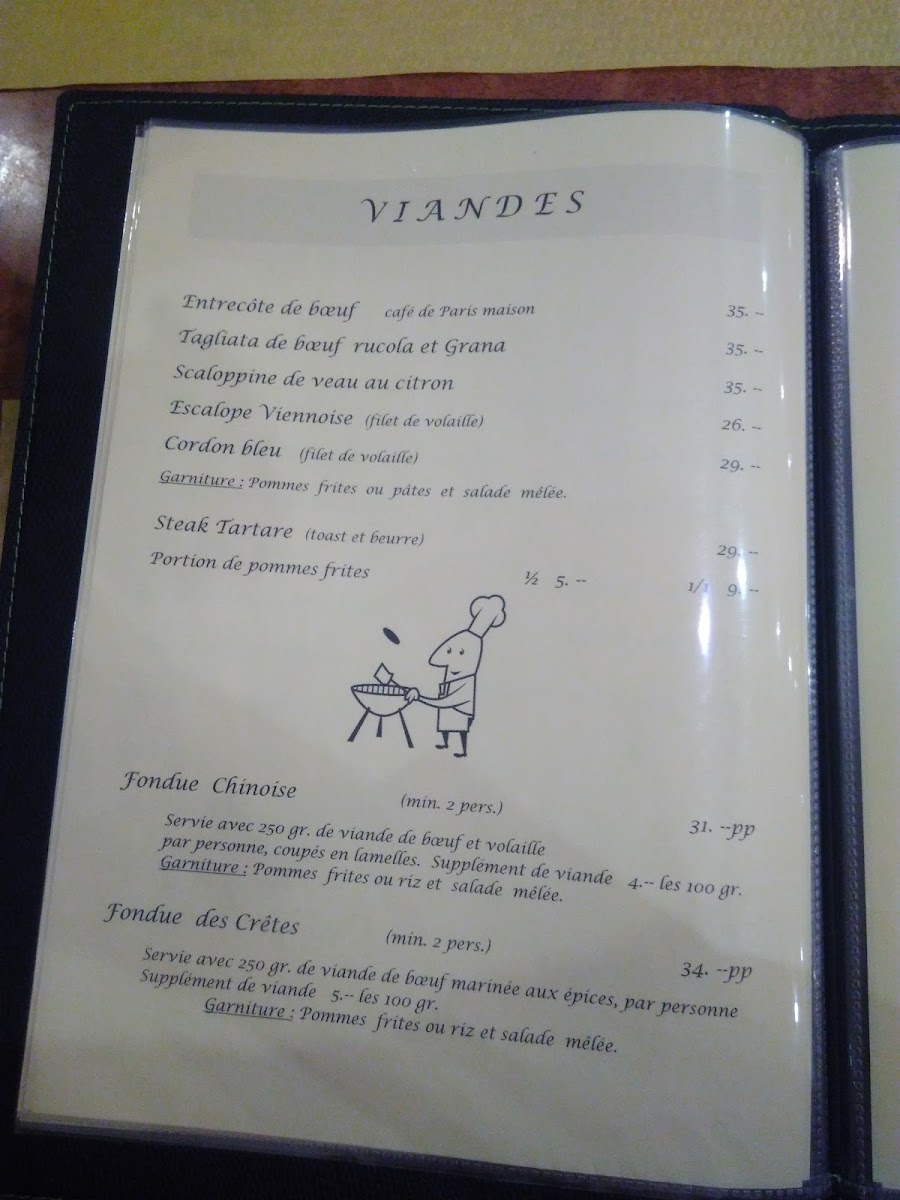 VIANDES
Entrecôte de bœuf café de Paris maison 35. --
Tagliata de bœuf rucola et Grana 35. --
Scaloppine de veau au citron 35. --
Escalope Viennoise (filet de volaille) 26. --
Cordon bleu (filet de volaille) 29. --
Garniture : Pommes frites ou pâtes et salade mêlée.
Steak Tartare (toast et beurre) 29. --
Portion de pommes frites ½ 5. -- 1/1 9. --
Fondue Chinoise (min. 2 pers.) 31. --pp
Servie avec 250 gr. de viande de bœuf et volaille
par personne, coupés en lamelles. Supplément de viande 4.-- les 100 gr.
Garniture : Pommes frites ou riz et salade mêlée.
Fondue des Crêtes (min. 2 pers.) 34. --pp
Servie avec 250 gr. de viande de bœuf marinée aux épices, par personne
Supplément de viande 5.-- les 100 gr.
Garniture : Pommes frites ou riz et salade mêlée.